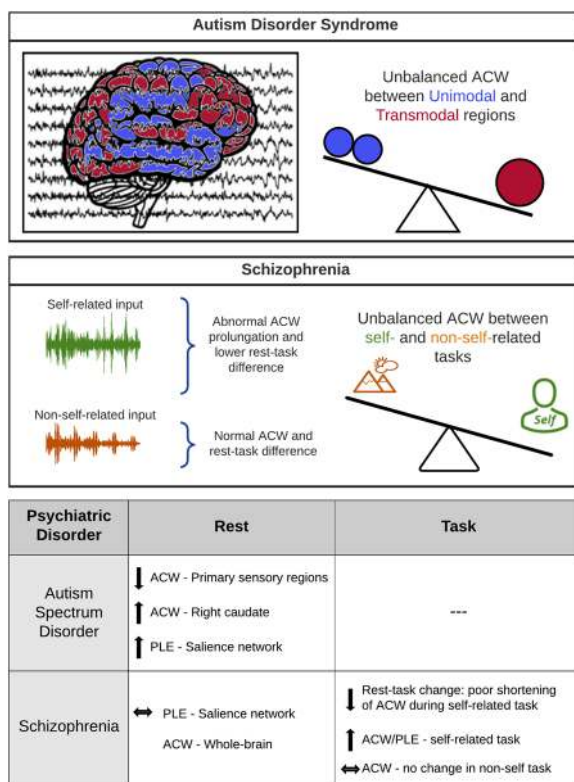 Autism Disorder Syndrome
Unbalanced ACW
between Unimodal and
Transmodal regions
Schizophrenia
Self-related input
Abnormal ACW
prolongation and
lower rest-task
difference
Non-self-related input
Normal ACW and
rest-task difference
Unbalanced ACW between
self- and non-self-related
tasks
Self
Psychiatric
Disorder
Rest
Task
Autism
Spectrum
Disorder
ACW - Primary sensory regions
ACW - Right caudate
PLE - Salience network
---
Schizophrenia
PLE - Salience network
ACW - Whole-brain
Rest-task change: poor shortening
of ACW during self-related task
ACW/PLE - self-related task
ACW - no change in non-self task